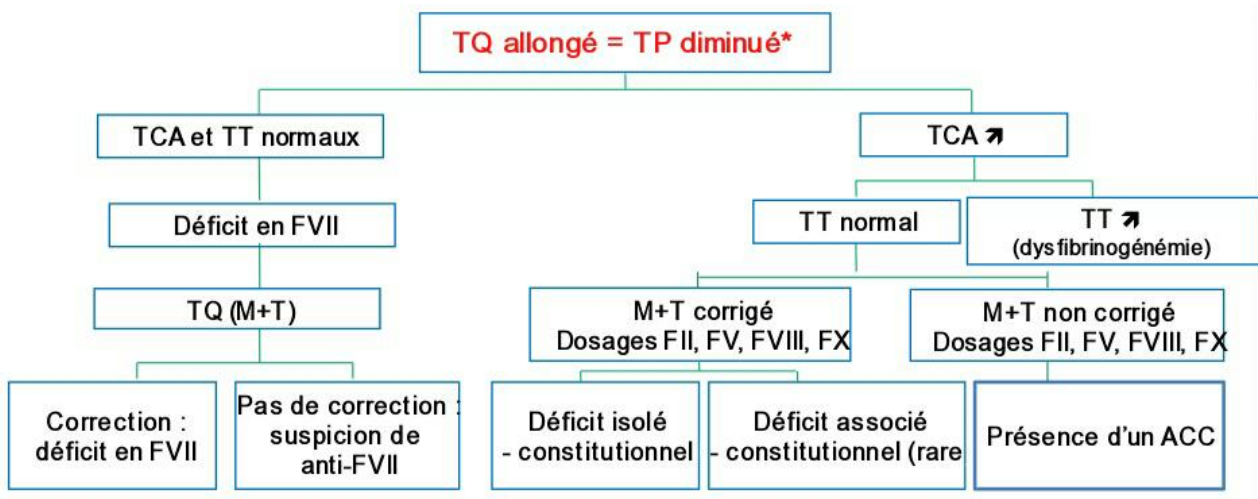 TQ allongé = TP diminué*
TCA et TT normaux
TCA ↗
Déficit en FVII
TT normal
TT ↗
(dysfibrinogénémie)
TQ (M+T)
M+T corrigé
Dosages FII, FV, FVIII, FX
M+T non corrigé
Dosages FII, FV, FVIII, FX
Correction :
déficit en FVII
Pas de correction :
suspicion de
anti-FVII
Déficit isolé
- constitutionnel
Déficit associé
- constitutionnel (rare
Présence d'un ACC